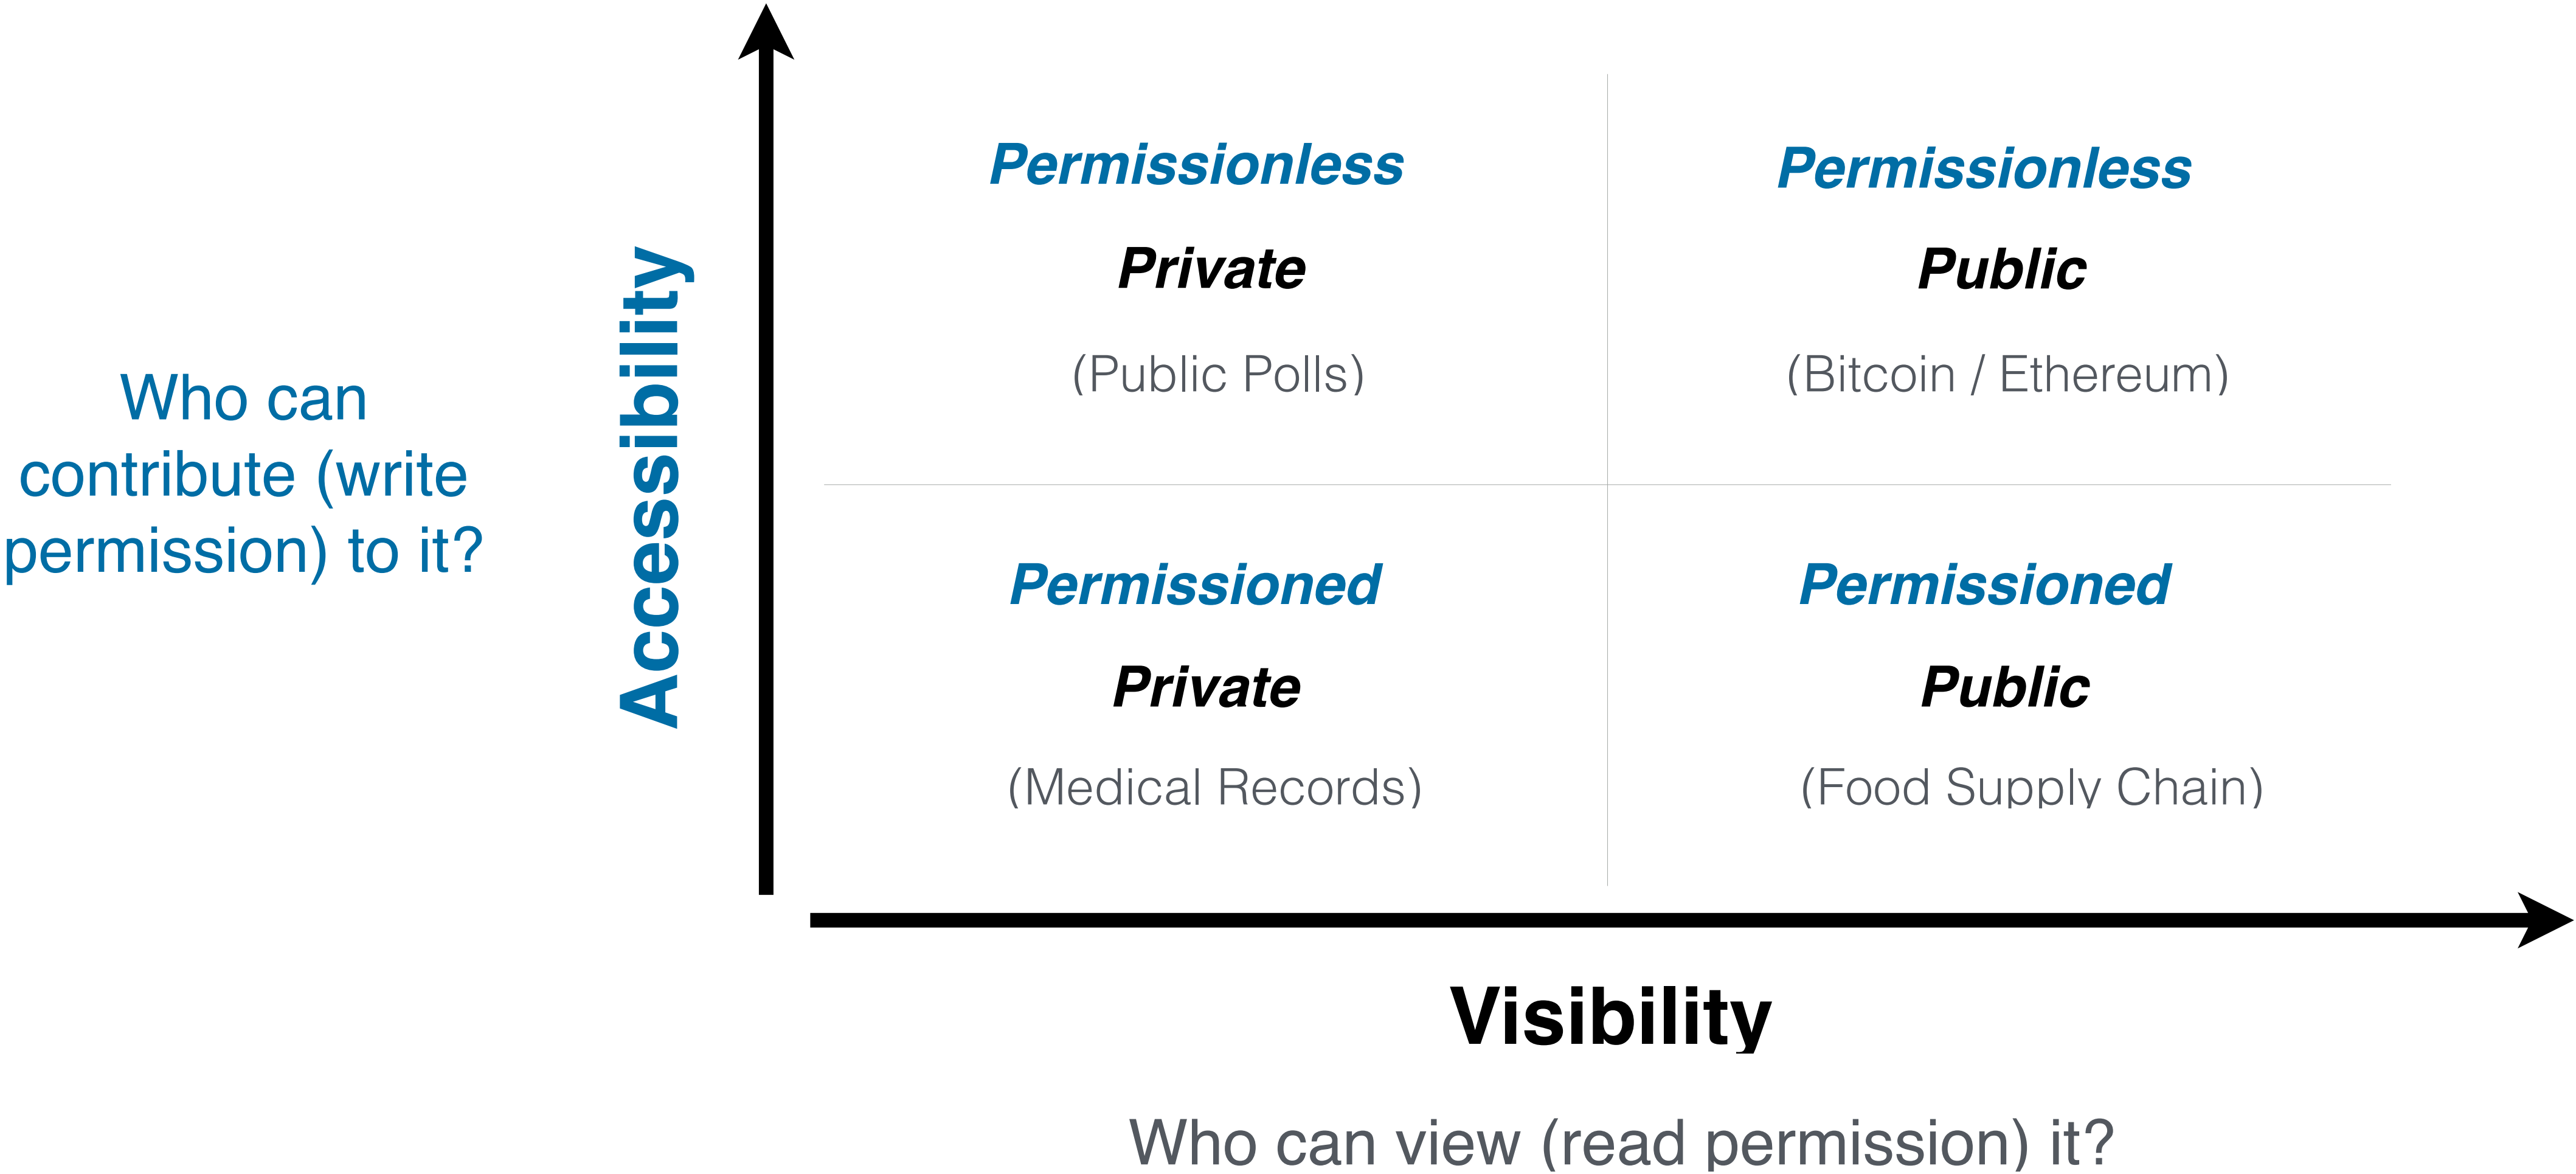 Who can
contribute (write
permission) to it?
Accessibility
Permissionless
Private
(Public Polls)
Permissionless
Public
(Bitcoin / Ethereum)
Permissioned
Private
(Medical Records)
Permissioned
Public
(Food Supply Chain)
Visibility
Who can view (read permission) it?